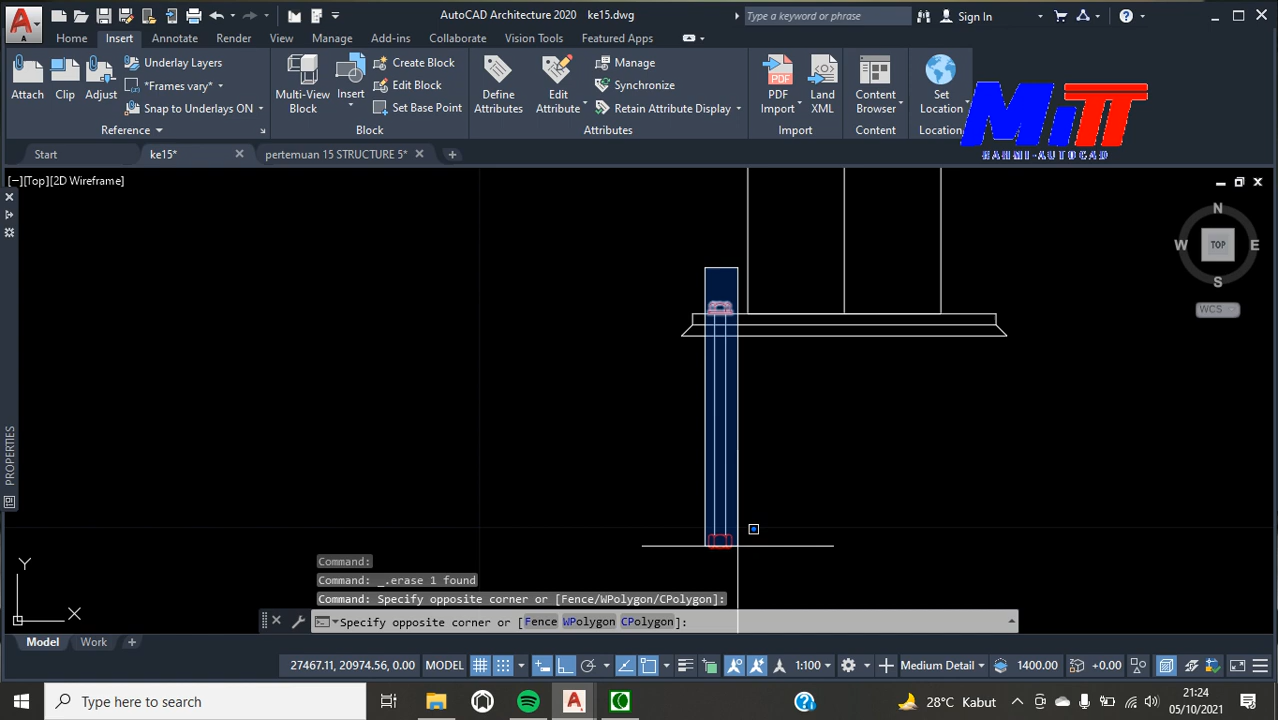 AutoCAD Architecture 2020 ke15.dwg
Type a keyword or phrase
Sign In
Home Insert Annotate Render View Manage Add-ins Collaborate Vision Tools Featured Apps
Attach
Clip
Adjust
Underlay Layers
*Frames vary*
Snap to Underlays ON
Reference
Multi-View
Block
Insert
Create Block
Edit Block
Set Base Point
Block
Define
Attributes
Edit
Attribute
Manage
Synchronize
Retain Attribute Display
Attributes
PDF
Import
Land
XML
Import
Content
Browser
Content
Set
Location
Location
MiTT
BAHMI-AUTOCAD
Start
ke15*
pertemuan 15 STRUCTURE 5*
[−][Top][2D Wireframe]
N
W TOP E
S
WCS
PROPERTIES
Y
X
Command:
Command: _.erase 1 found
Command: Specify opposite corner or [Fence/WPolygon/CPolygon]:
Specify opposite corner or [Fence WPolygon CPolygon]:
Model Work
27467.11, 20974.56, 0.00 MODEL 1:100 Medium Detail 1400.00 +0.00
Type here to search
28°C Kabut
21:24
05/10/2021